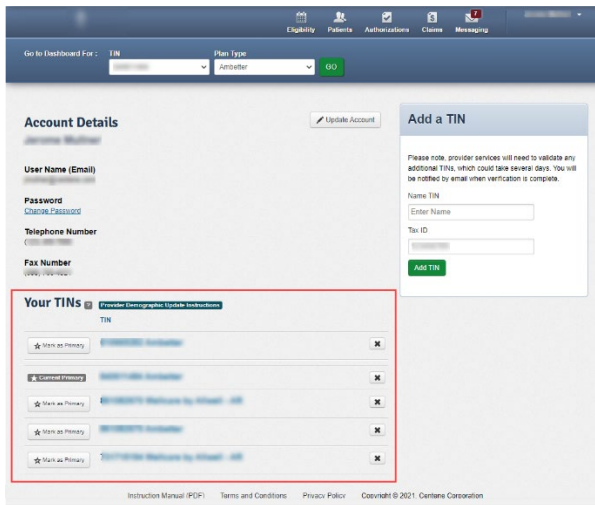 7
Eligibility Patients Authorizations Claims Messaging
Go to Dashboard For : TIN Plan Type
Ambetter GO
Account Details Update Account
User Name (Email)
Password
Change Password
Telephone Number
Fax Number
Add a TIN
Please note, provider services will need to validate any
additional TINs, which could take several days. You will
be notified by email when verification is complete.
Name TIN
Enter Name
Tax ID
Add TIN
Your TINs ? Provider Demographic Update Instructions
TIN
Mark as Primary Ambetter
Current Primary Ambetter
Mark as Primary
Mark as Primary Ambetter
Mark as Primary
Instruction Manual (PDF) Terms and Conditions Privacy Policy Copyright © 2021 Centene Corporation